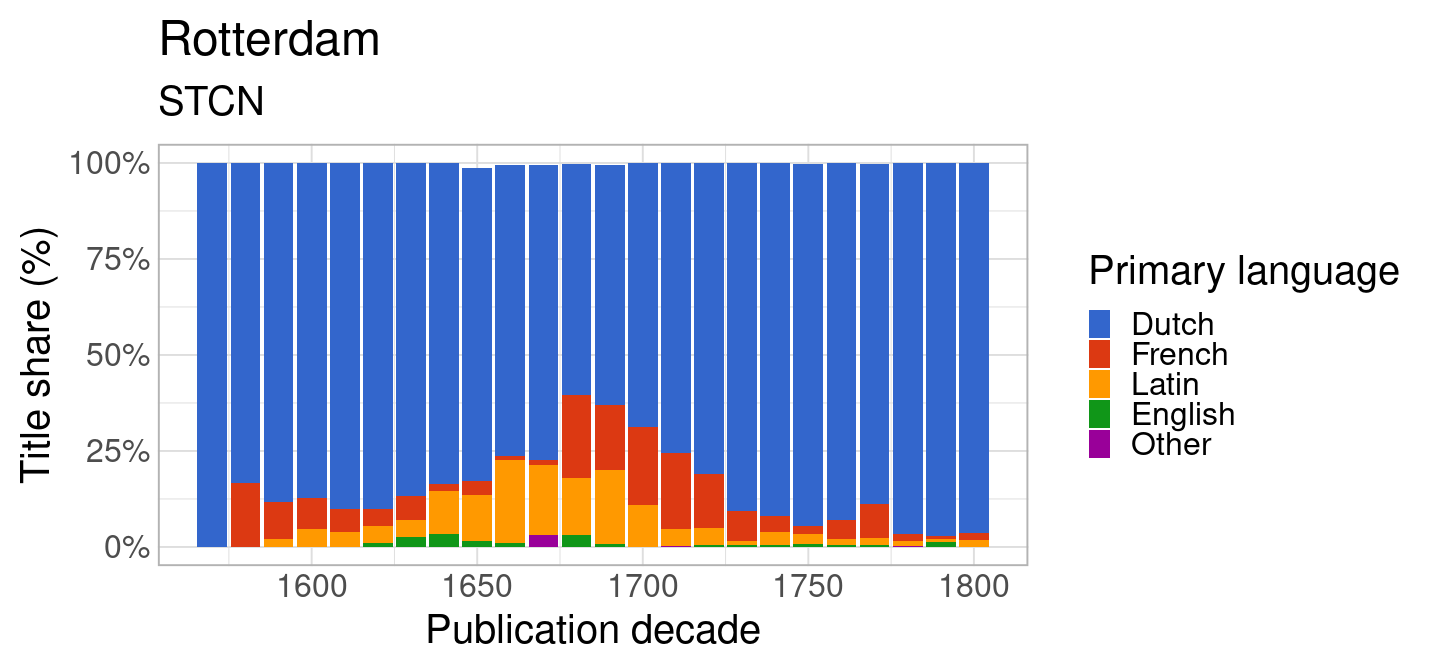 Rotterdam
STCN
Title share (%)
100%
75%
50%
25%
0%
1600 1650 1700 1750 1800
Publication decade
Primary language
Dutch
French
Latin
English
Other